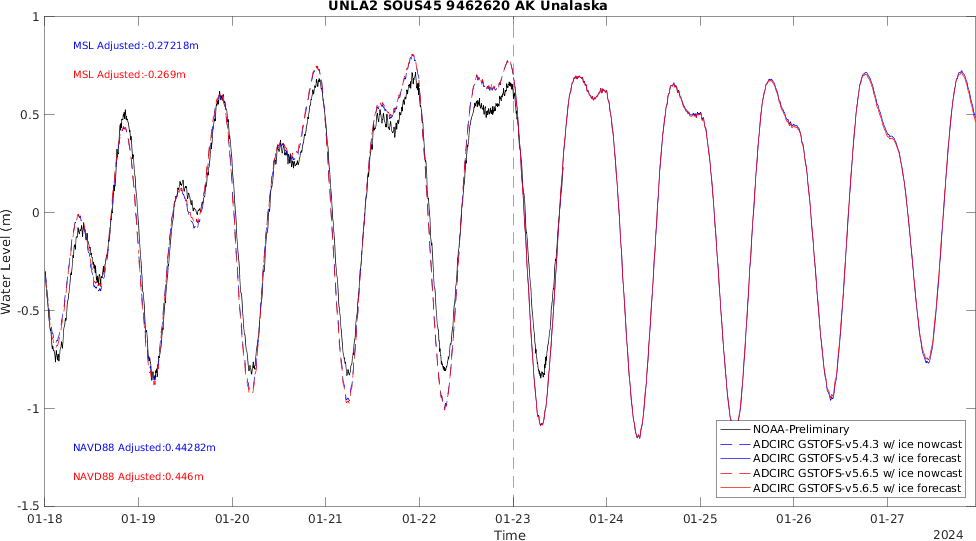 UNLA2 SOUS45 9462620 AK Unalaska
1
MSL Adjusted:-0.27218m
MSL Adjusted:-0.269m
0.5
0
Water Level (m)
-0.5
-1
NAVD88 Adjusted:0.44282m
NAVD88 Adjusted:0.446m
-1.5
NOAA-Preliminary
ADCIRC GSTOFS-v5.4.3 w/ ice nowcast
ADCIRC GSTOFS-v5.4.3 w/ ice forecast
ADCIRC GSTOFS-v5.6.5 w/ ice nowcast
ADCIRC GSTOFS-v5.6.5 w/ ice forecast
01-18 01-19 01-20 01-21 01-22 01-23 01-24 01-25 01-26 01-27
Time
2024